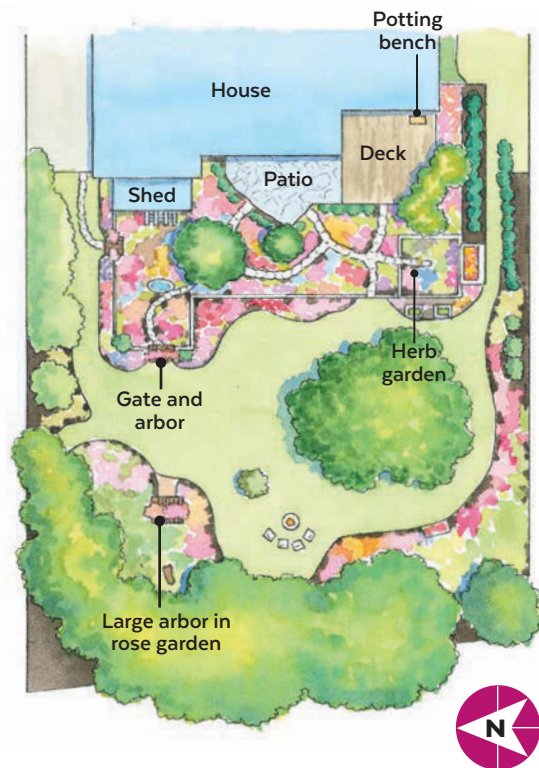 Potting
bench
House
Deck
Patio
Shed
Herb
garden
Gate and
arbor
Large arbor in
rose garden
N